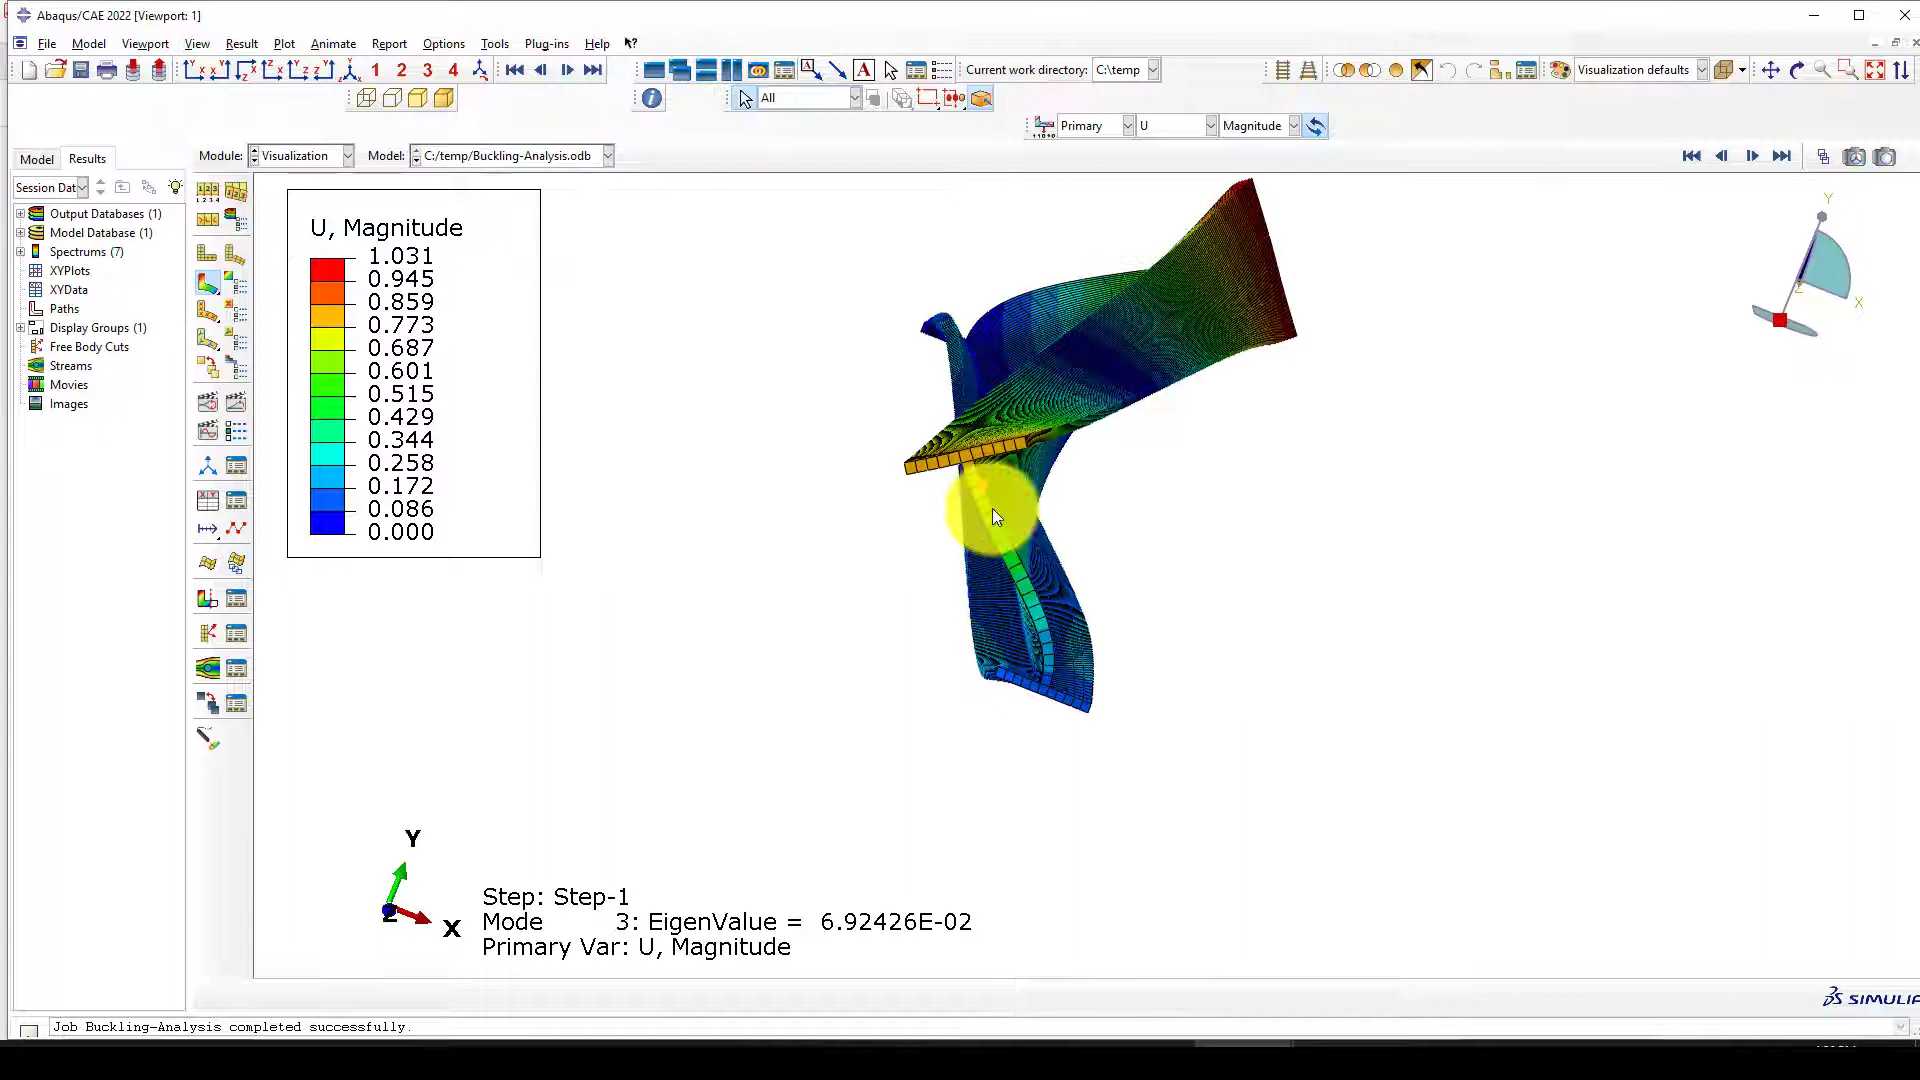 Abaqus/CAE 2022 [Viewport: 1]
File Model Viewport View Result Plot Animate Report Options Tools Plug-ins Help
1 2 3 4 Current work directory: C:\temp Visualization defaults
All
Primary U Magnitude
Model Results Module: Visualization Model: C:/temp/Buckling-Analysis.odb
Session Dat
Output Databases (1)
Model Database (1)
Spectrums (7)
XYPlots
XYData
Paths
Display Groups (1)
Free Body Cuts
Streams
Movies
Images
U, Magnitude
1.031
0.945
0.859
0.773
0.687
0.601
0.515
0.429
0.344
0.258
0.172
0.086
0.000
Y
X
Z
Y
X
Z
Step: Step-1
Mode 3: EigenValue = 6.92426E-02
Primary Var: U, Magnitude
SIMULIA
Job Buckling-Analysis completed successfully.